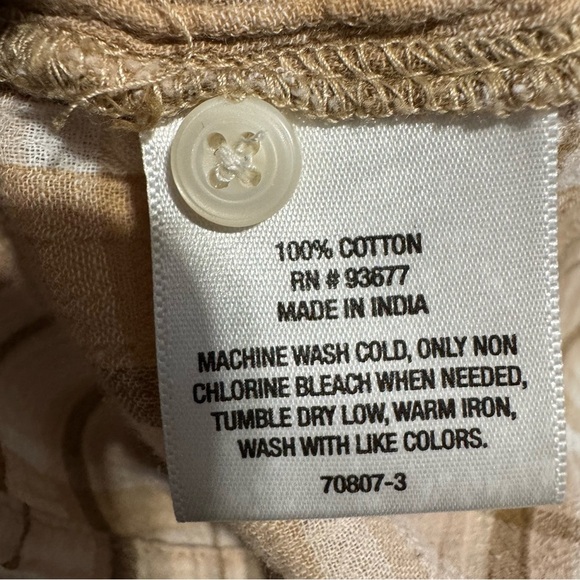 100% COTTON
RN # 93677
MADE IN INDIA
MACHINE WASH COLD, ONLY NON
CHLORINE BLEACH WHEN NEEDED,
TUMBLE DRY LOW, WARM IRON,
WASH WITH LIKE COLORS.
70807-3